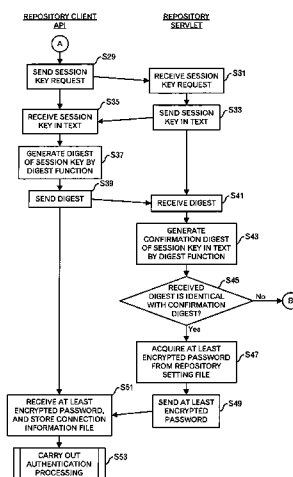 REPOSITORY CLIENT
API
REPOSITORY
SERVLET
A
S29
SEND SESSION
KEY REQUEST
S31
RECEIVE SESSION
KEY REQUEST
S33
SEND SESSION
KEY IN TEXT
S35
RECEIVE SESSION
KEY IN TEXT
S37
GENERATE DIGEST
OF SESSION KEY BY
DIGEST FUNCTION
S39
SEND DIGEST
S41
RECEIVE DIGEST
S43
GENERATE
CONFIRMATION DIGEST
OF SESSION KEY IN TEXT
BY DIGEST FUNCTION
S45
RECEIVED
DIGEST IS IDENTICAL
WITH CONFIRMATION
DIGEST?
No
B
Yes
S47
ACQUIRE AT LEAST
ENCRYPTED PASSWORD
FROM REPOSITORY
SETTING FILE
S49
SEND AT LEAST
ENCRYPTED
PASSWORD
S51
RECEIVE AT LEAST
ENCRYPTED PASSWORD,
AND STORE CONNECTION
INFORMATION FILE
S53
CARRY OUT
AUTHENTICATION
PROCESSING